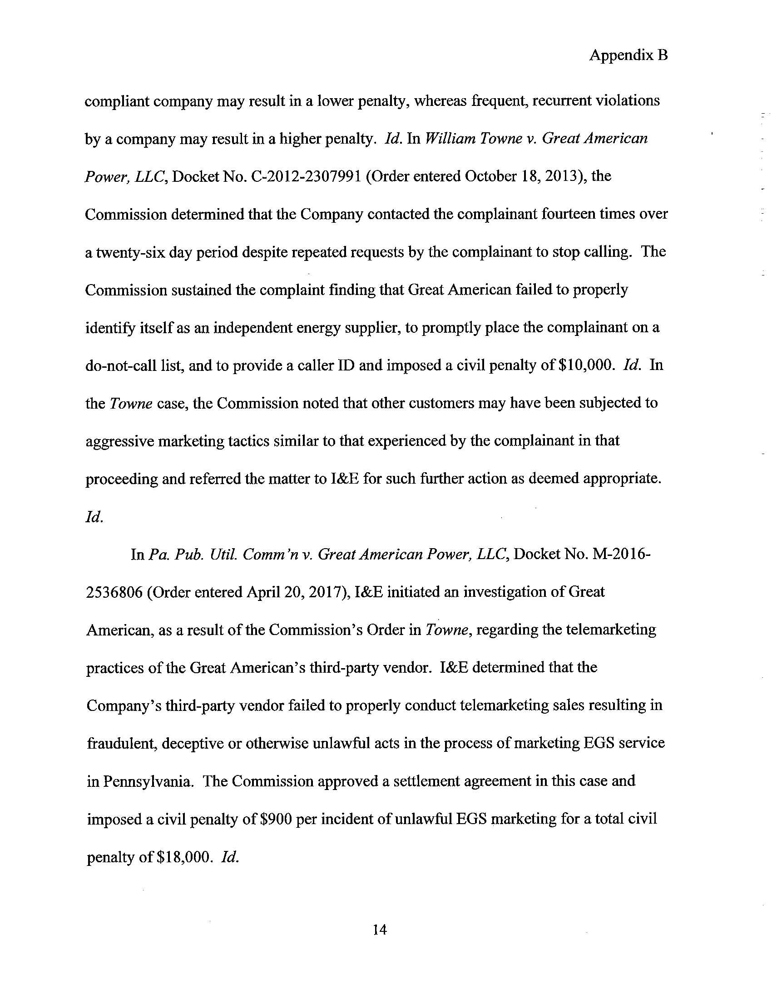 Appendix B
compliant company may result in a lower penalty, whereas frequent, recurrent violations
by a company may result in a higher penalty. Id. In William Towne v. Great American
Power, LLC, Docket No. C-2012-2307991 (Order entered October 18, 2013), the
Commission determined that the Company contacted the complainant fourteen times over
a twenty-six day period despite repeated requests by the complainant to stop calling. The
Commission sustained the complaint finding that Great American failed to properly
identify itself as an independent energy supplier, to promptly place the complainant on a
do-not-call list, and to provide a caller ID and imposed a civil penalty of $10,000. Id. In
the Towne case, the Commission noted that other customers may have been subjected to
aggressive marketing tactics similar to that experienced by the complainant in that
proceeding and referred the matter to I&E for such further action as deemed appropriate.
Id.
In Pa. Pub. Util. Comm'n v. Great American Power, LLC, Docket No. M-2016-
2536806 (Order entered April 20, 2017), I&E initiated an investigation of Great
American, as a result of the Commission's Order in Towne, regarding the telemarketing
practices of the Great American's third-party vendor. I&E determined that the
Company's third-party vendor failed to properly conduct telemarketing sales resulting in
fraudulent, deceptive or otherwise unlawful acts in the process of marketing EGS service
in Pennsylvania. The Commission approved a settlement agreement in this case and
imposed a civil penalty of $900 per incident of unlawful EGS marketing for a total civil
penalty of $18,000. Id.
14